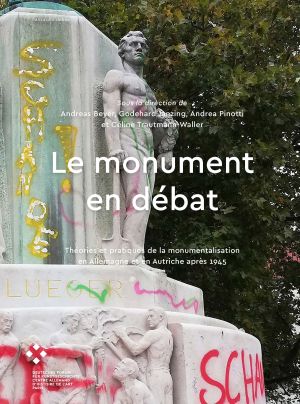 Sous la direction de
Andreas Beyer, Godehard Janzing, Andrea Pinotti
et Céline Trautmann-Waller
Le monument
en débat
Théories et pratiques de la monumentalisation
en Allemagne et en Autriche après 1945
SCHANDE
LUEGER
SCHAN
DEUTSCHES FORUM
FÜR KUNSTGESCHICHTE
CENTRE ALLEMAND
D'HISTOIRE DE L'ART
PARIS